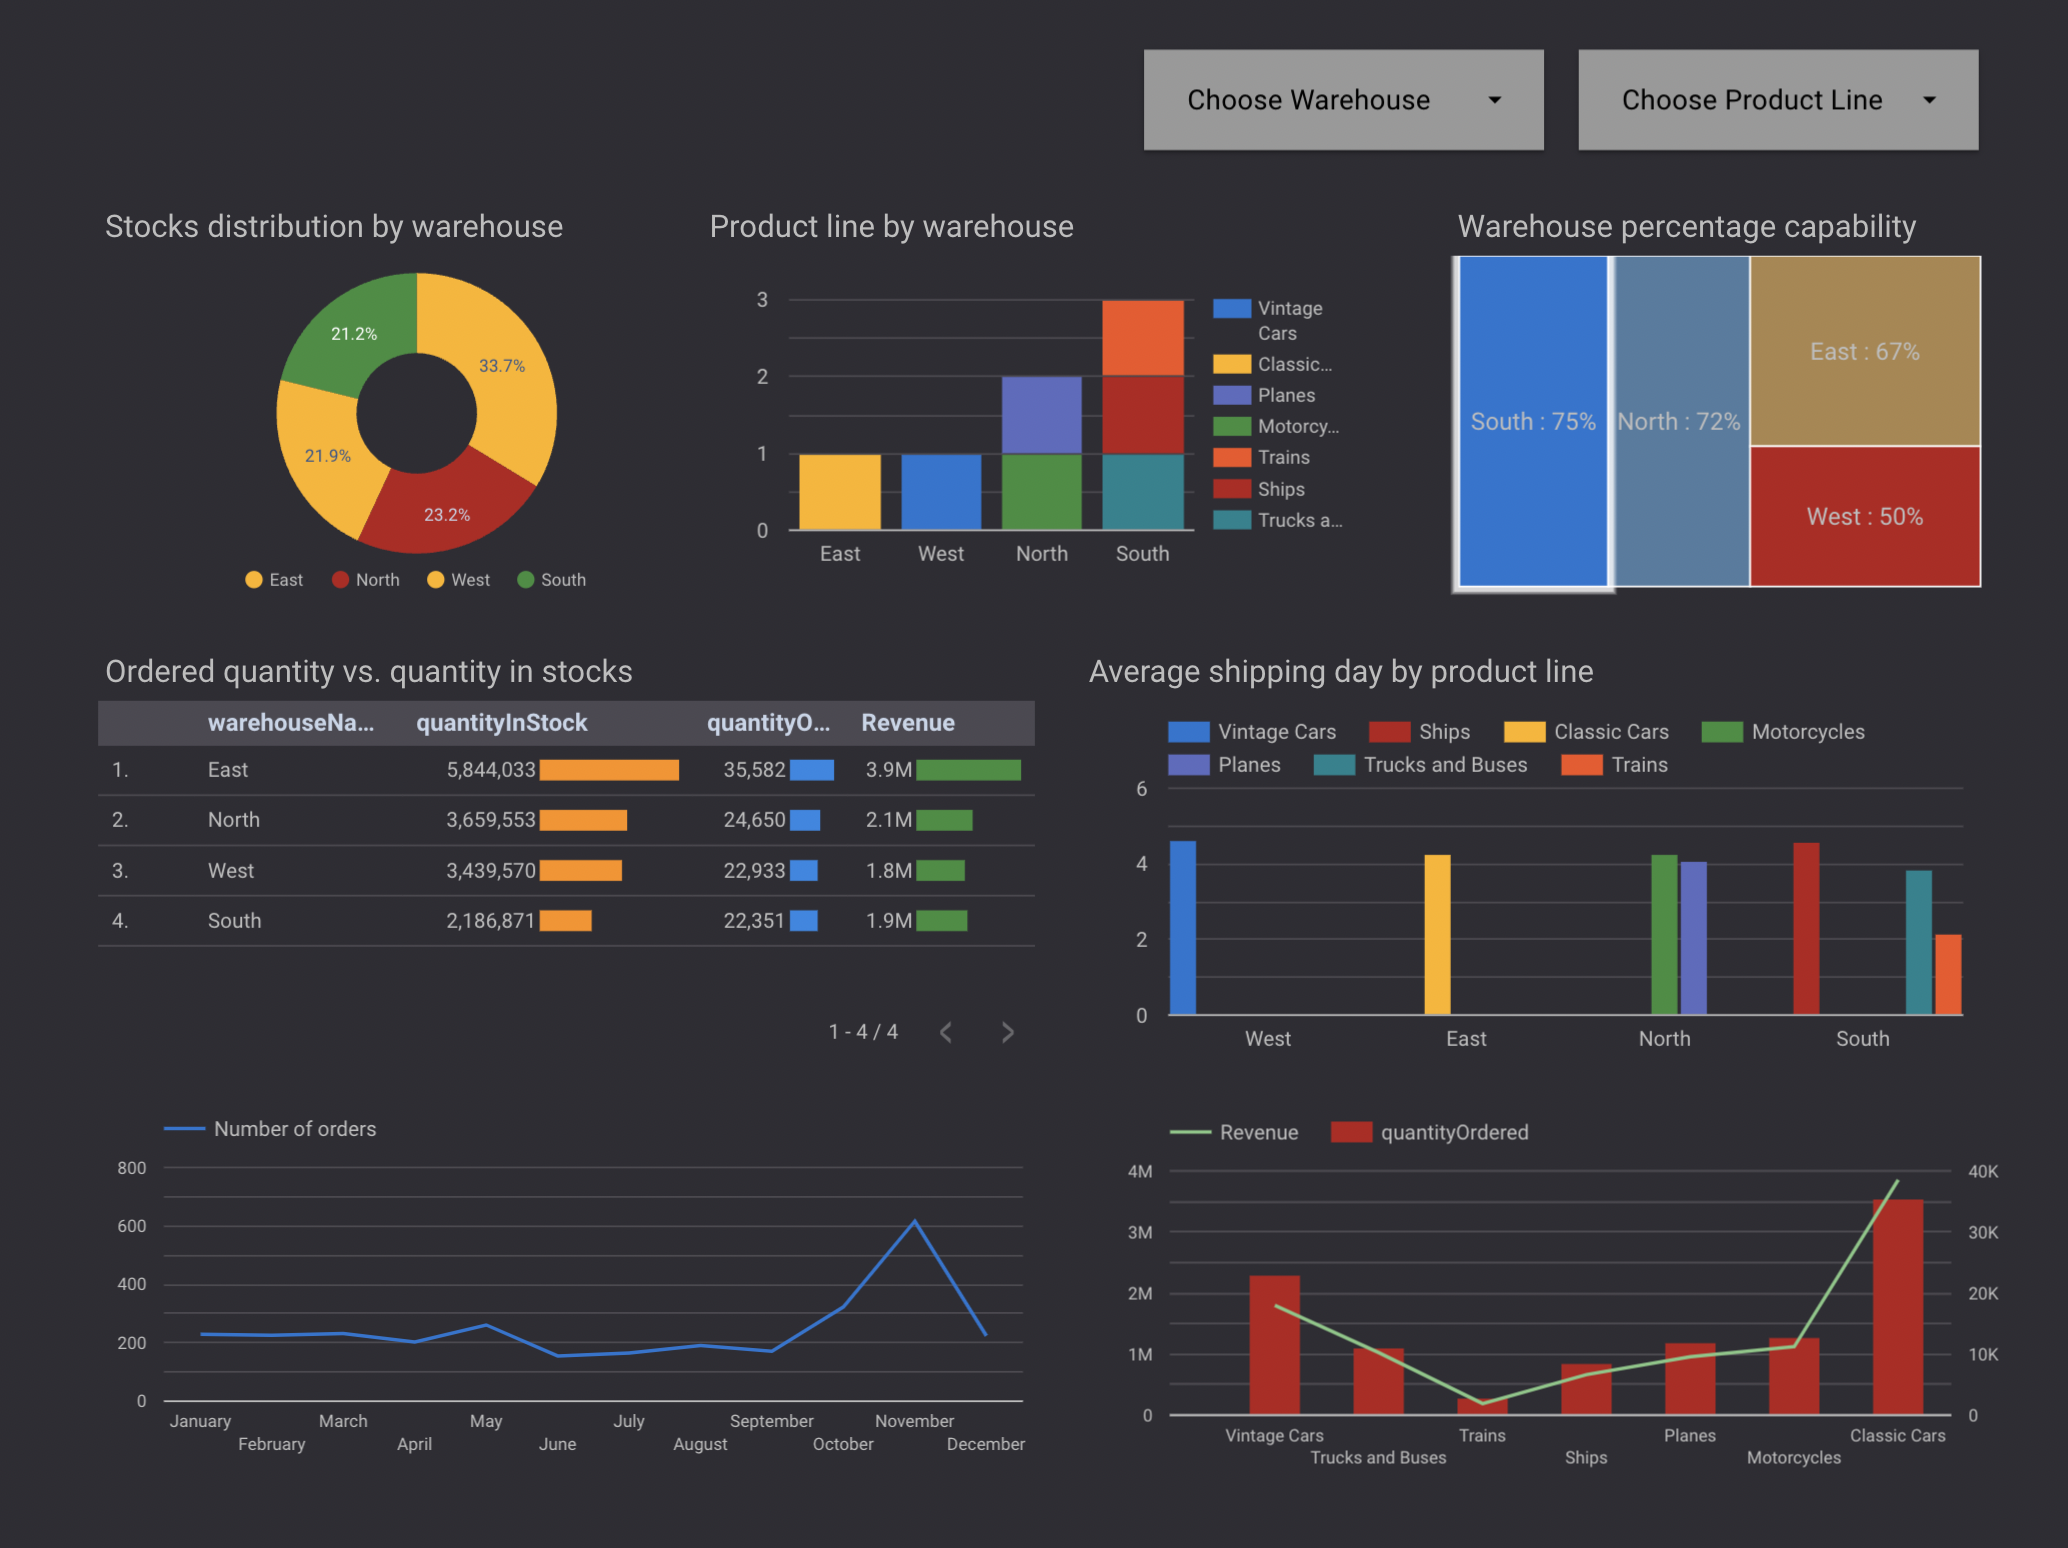 Choose Warehouse
Choose Product Line
Stocks distribution by warehouse
21.2%
33.7%
21.9%
23.2%
East North West South
Product line by warehouse
3
2
1
0
East West North South
Vintage
Cars
Classic...
Planes
Motorcy...
Trains
Ships
Trucks a...
Warehouse percentage capability
South : 75%
North : 72%
East : 67%
West : 50%
Ordered quantity vs. quantity in stocks
warehouseNa... quantityInStock quantityO... Revenue
1. East 5,844,033 35,582 3.9M
2. North 3,659,553 24,650 2.1M
3. West 3,439,570 22,933 1.8M
4. South 2,186,871 22,351 1.9M
1 - 4 / 4
Average shipping day by product line
Vintage Cars Ships Classic Cars Motorcycles
Planes Trucks and Buses Trains
6
4
2
0
West East North South
Number of orders
800
600
400
200
0
January March May July September November
February April June August October December
Revenue quantityOrdered
4M 40K
3M 30K
2M 20K
1M 10K
0 0
Vintage Cars Trains Planes Classic Cars
Trucks and Buses Ships Motorcycles